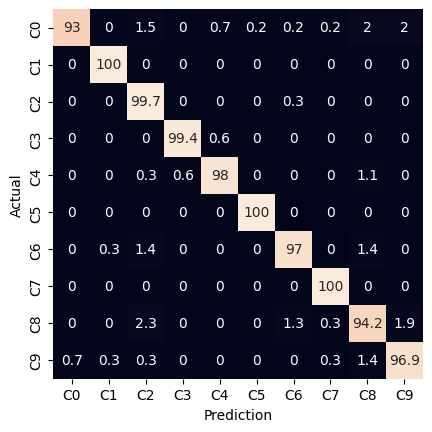 C0 93 0 1.5 0 0.7 0.2 0.2 0.2 2 2
C1 0 100 0 0 0 0 0 0 0 0
C2 0 0 99.7 0 0 0 0.3 0 0 0
C3 0 0 0 99.4 0.6 0 0 0 0 0
C4 0 0 0.3 0.6 98 0 0 0 1.1 0
Actual
C5 0 0 0 0 0 100 0 0 0 0
C6 0 0.3 1.4 0 0 0 97 0 1.4 0
C7 0 0 0 0 0 0 0 100 0 0
C8 0 0 2.3 0 0 0 1.3 0.3 94.2 1.9
C9 0.7 0.3 0.3 0 0 0 0 0.3 1.4 96.9
C0 C1 C2 C3 C4 C5 C6 C7 C8 C9
Prediction